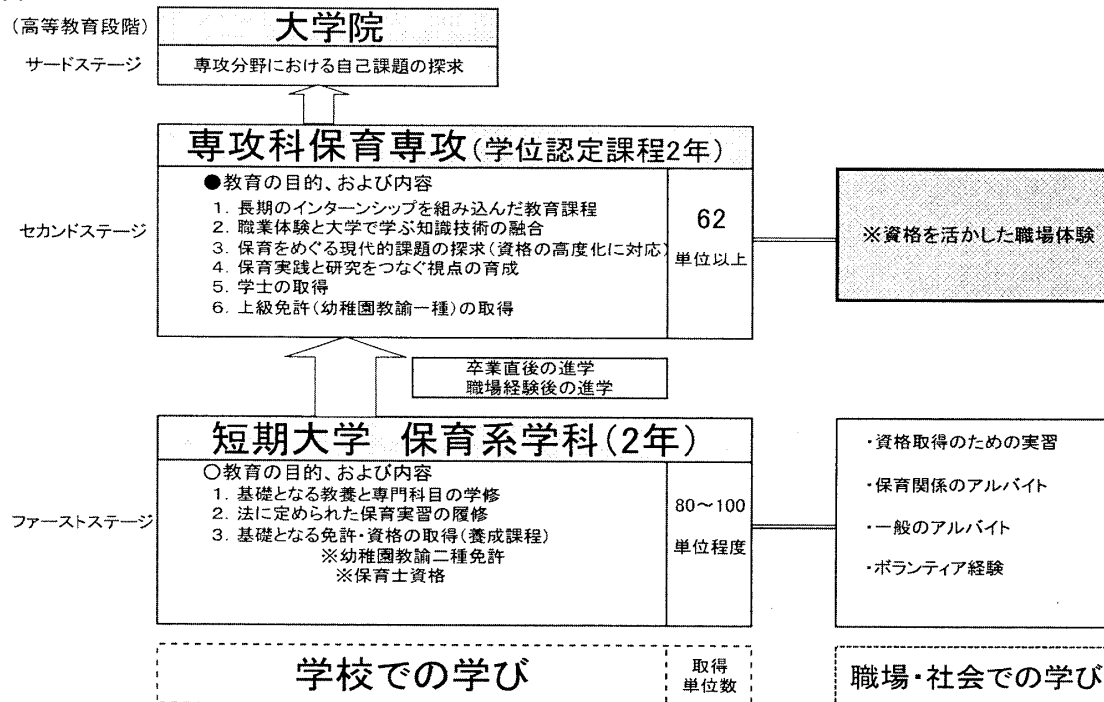 (高等教育段階)
大学院
サードステージ
専攻分野における自己課題の探求
専攻科保育専攻(学位認定課程2年)
セカンドステージ
●教育の目的、および内容
1. 長期のインターンシップを組み込んだ教育課程
2. 職業体験と大学で学ぶ知識技術の融合
3. 保育をめぐる現代的課題の探求(資格の高度化に対応)
4. 保育実践と研究をつなぐ視点の育成
5. 学士の取得
6. 上級免許(幼稚園教諭一種)の取得
62
単位以上
※資格を活かした職場体験
卒業直後の進学
職場経験後の進学
短期大学 保育系学科(2年)
ファーストステージ
○教育の目的、および内容
1. 基礎となる教養と専門科目の学修
2. 法に定められた保育実習の履修
3. 基礎となる免許・資格の取得(養成課程)
※幼稚園教諭二種免許
※保育士資格
80～100
単位程度
・資格取得のための実習
・保育関係のアルバイト
・一般のアルバイト
・ボランティア経験
学校での学び
取得
単位数
職場・社会での学び